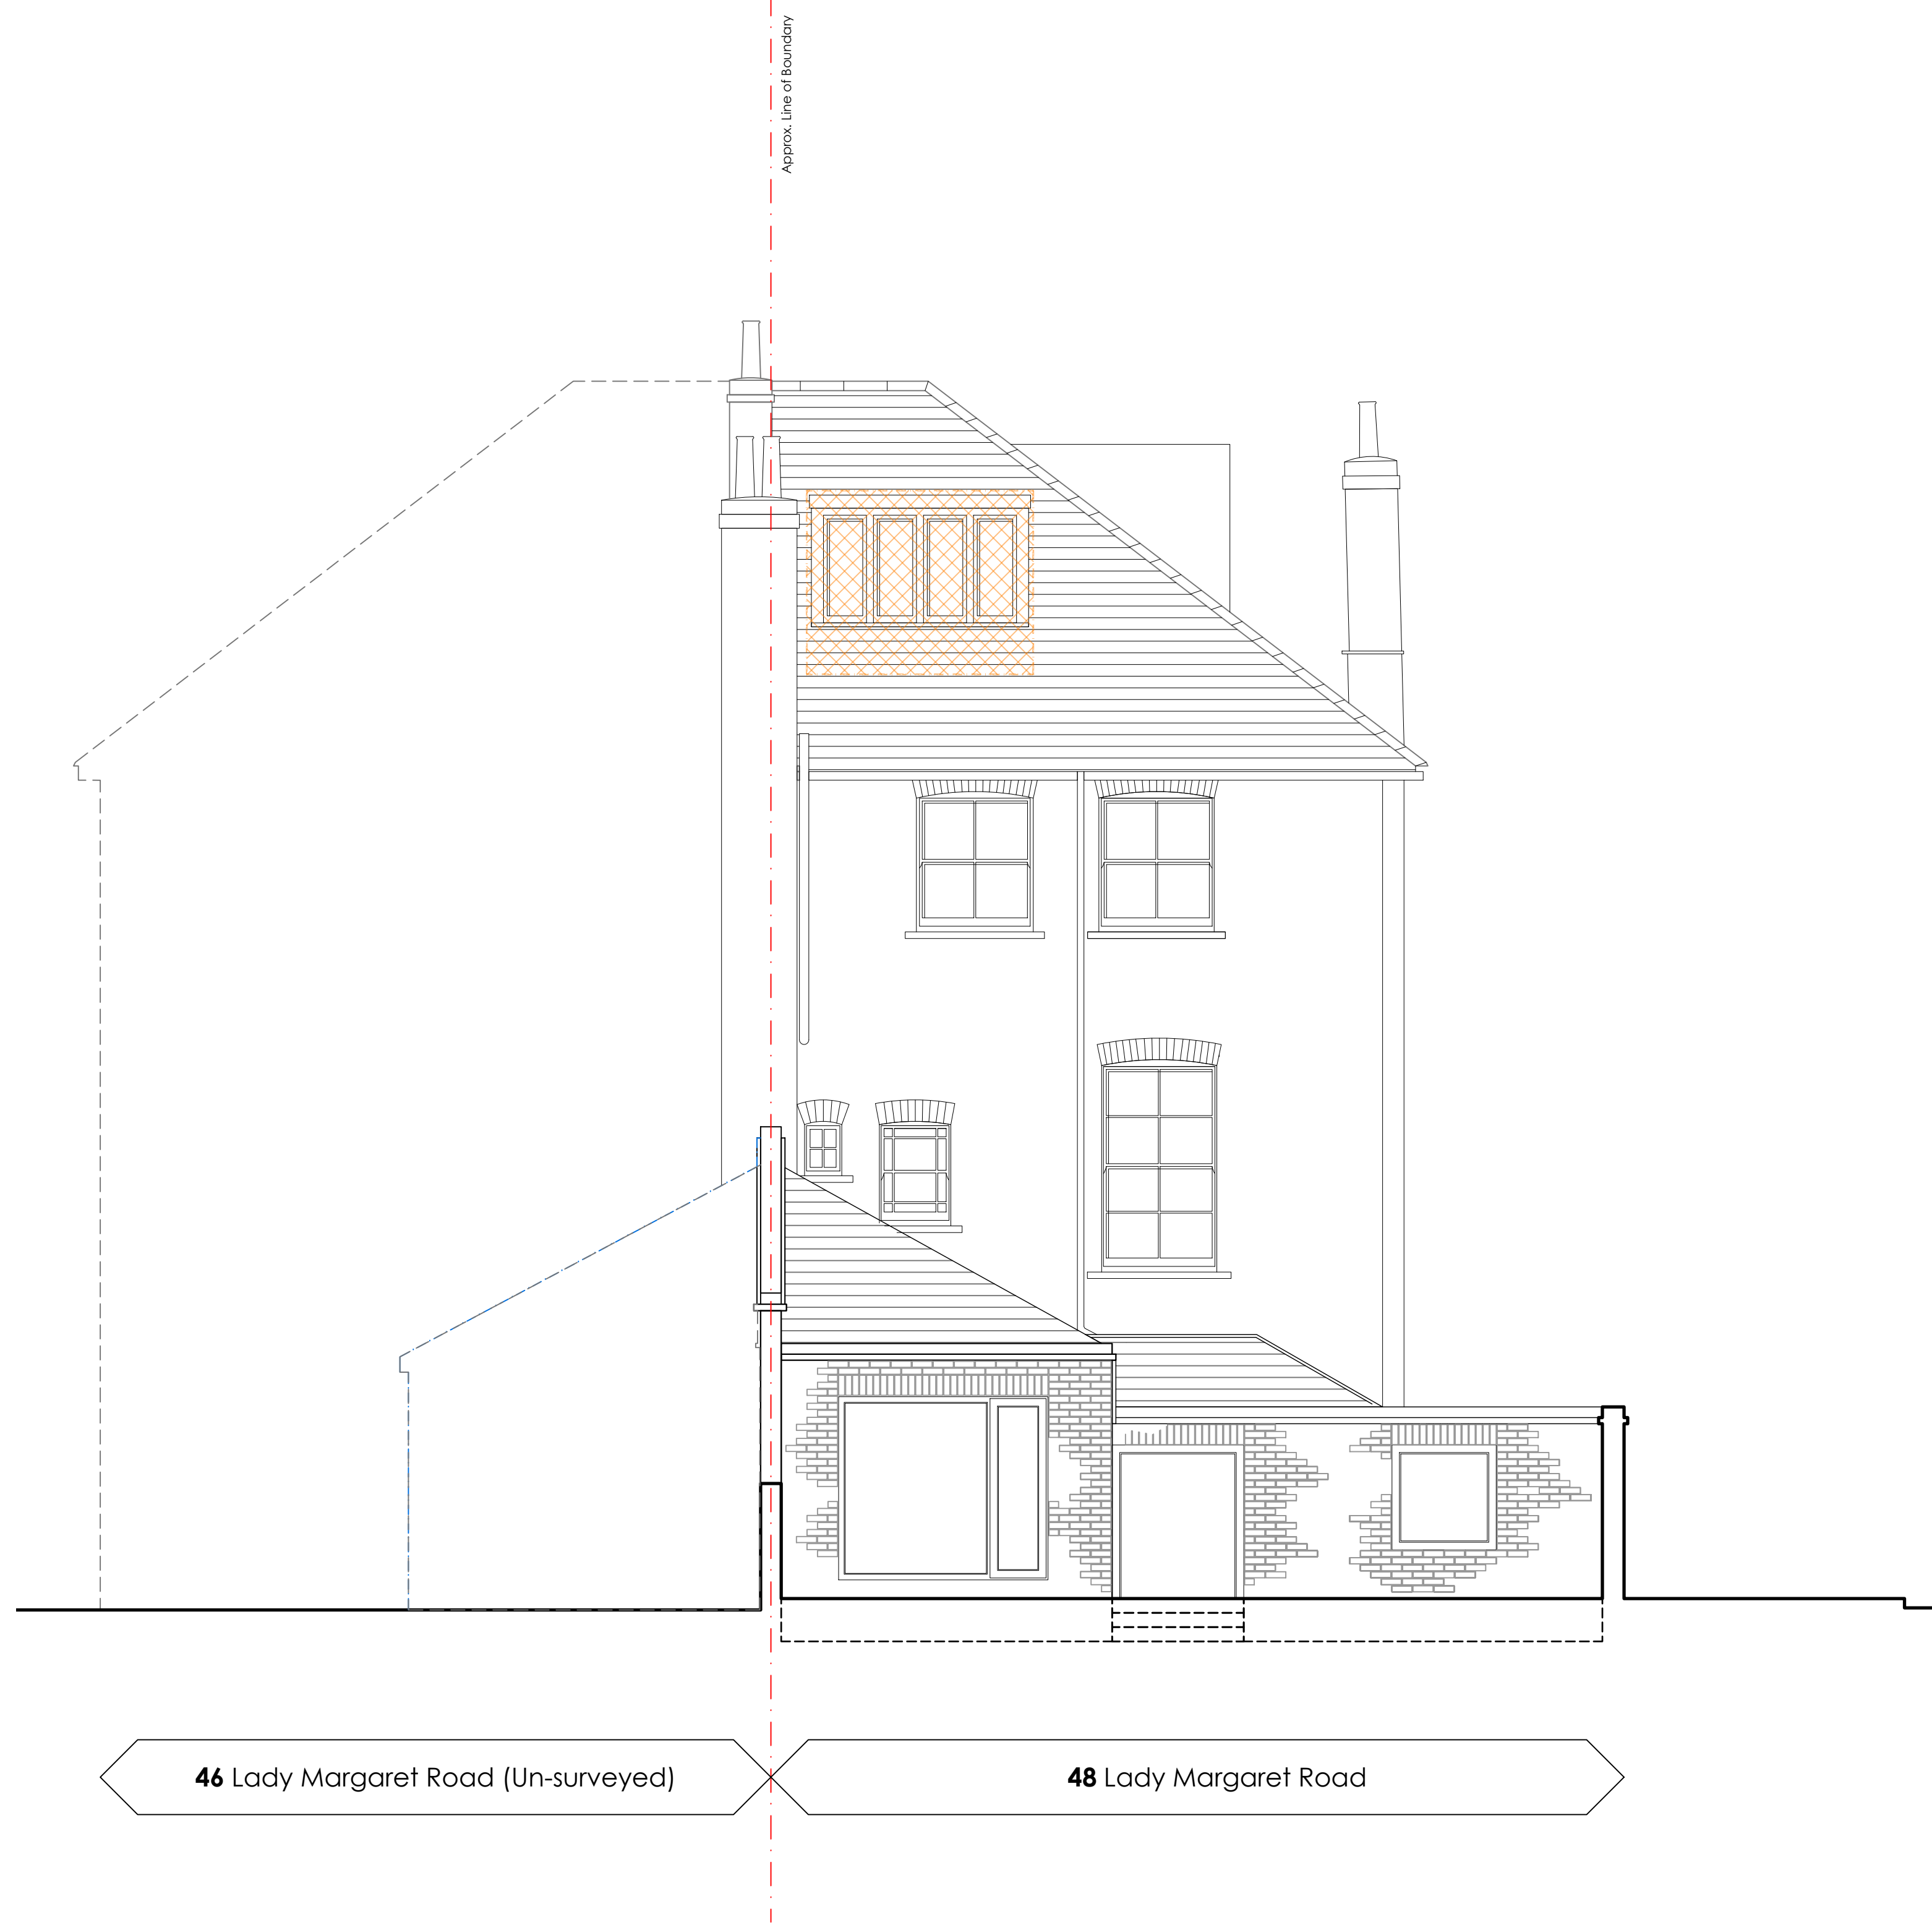 Approx. Line of Boundary
46 Lady Margaret Road (Un-surveyed)
48 Lady Margaret Road